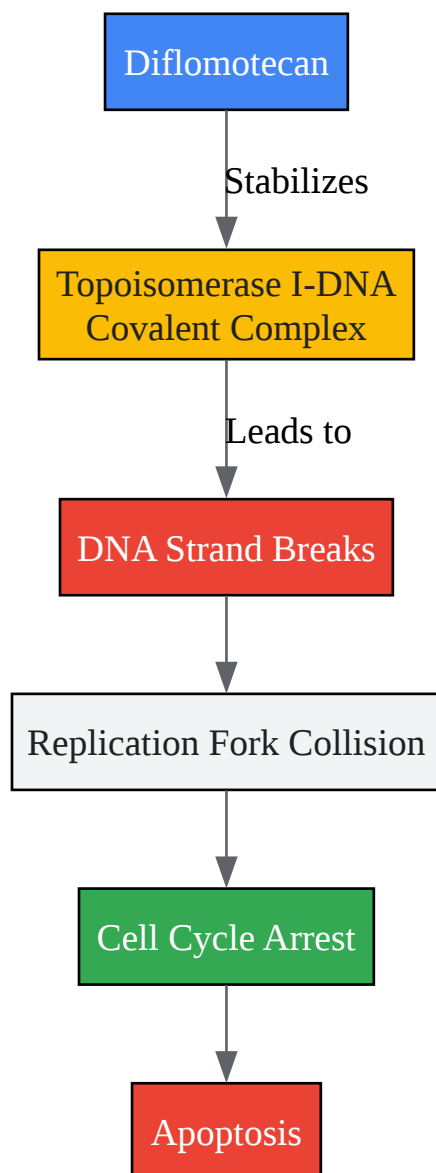 Diflomotecan
Stabilizes
Topoisomerase I-DNA
Covalent Complex
Leads to
DNA Strand Breaks
Replication Fork Collision
Cell Cycle Arrest
Apoptosis